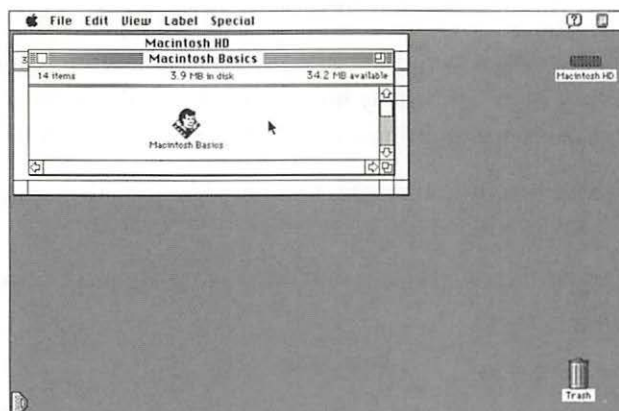 File Edit View Label Special
Macintosh HD
Macintosh Basics
14 items 3.9 MB in disk 34.2 MB available
Macintosh Basics
Macintosh HD
Trash